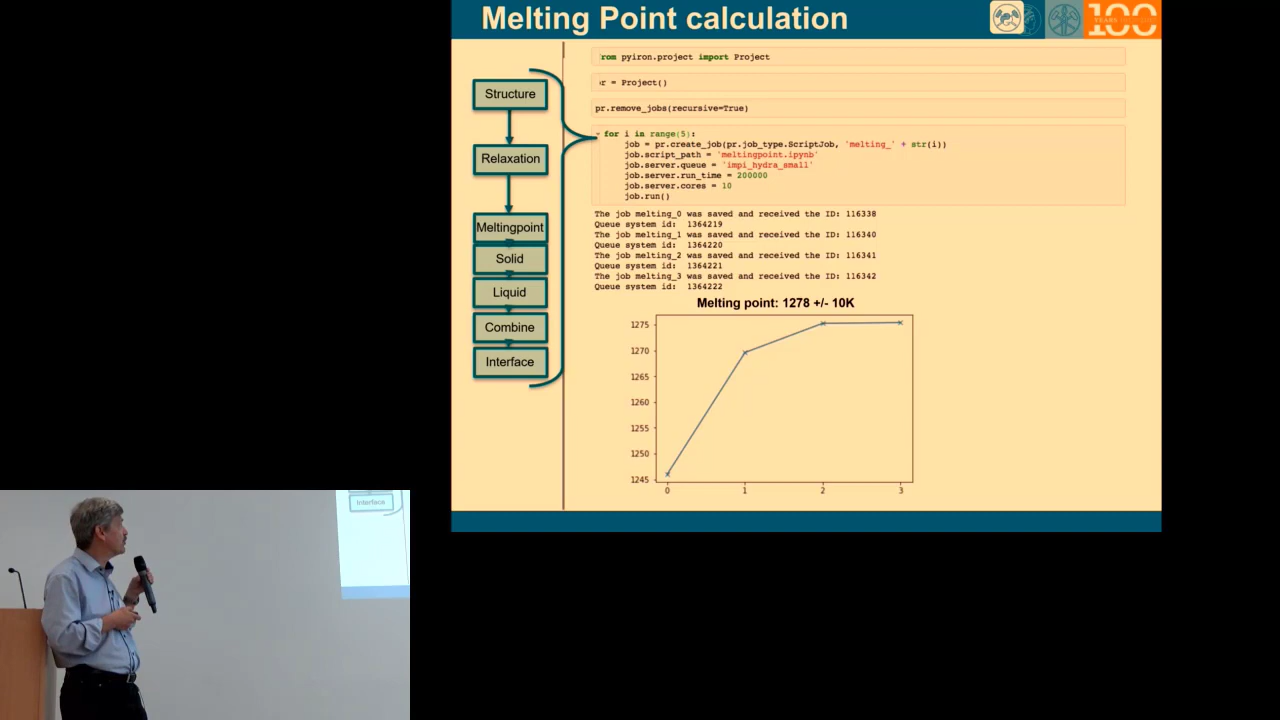 Melting Point calculation
100
YEARS
Structure
Relaxation
Meltingpoint
Solid
Liquid
Combine
Interface
rom pyiron.project import Project
r = Project()
pr.remove_jobs(recursive=True)
for i in range(5):
job = pr.create_job(pr.job_type.ScriptJob, 'melting_' + str(i))
job.script_path = 'meltingpoint.ipynb'
job.server.queue = 'impi_hydra_small'
job.server.run_time = 200000
job.server.cores = 10
job.run()
The job melting_0 was saved and received the ID: 116338
Queue system id: 1364219
The job melting_1 was saved and received the ID: 116340
Queue system id: 1364220
The job melting_2 was saved and received the ID: 116341
Queue system id: 1364221
The job melting_3 was saved and received the ID: 116342
Queue system id: 1364222
Melting point: 1278 +/- 10K
1275
1270
1265
1260
1255
1250
1245
0 1 2 3
Interface